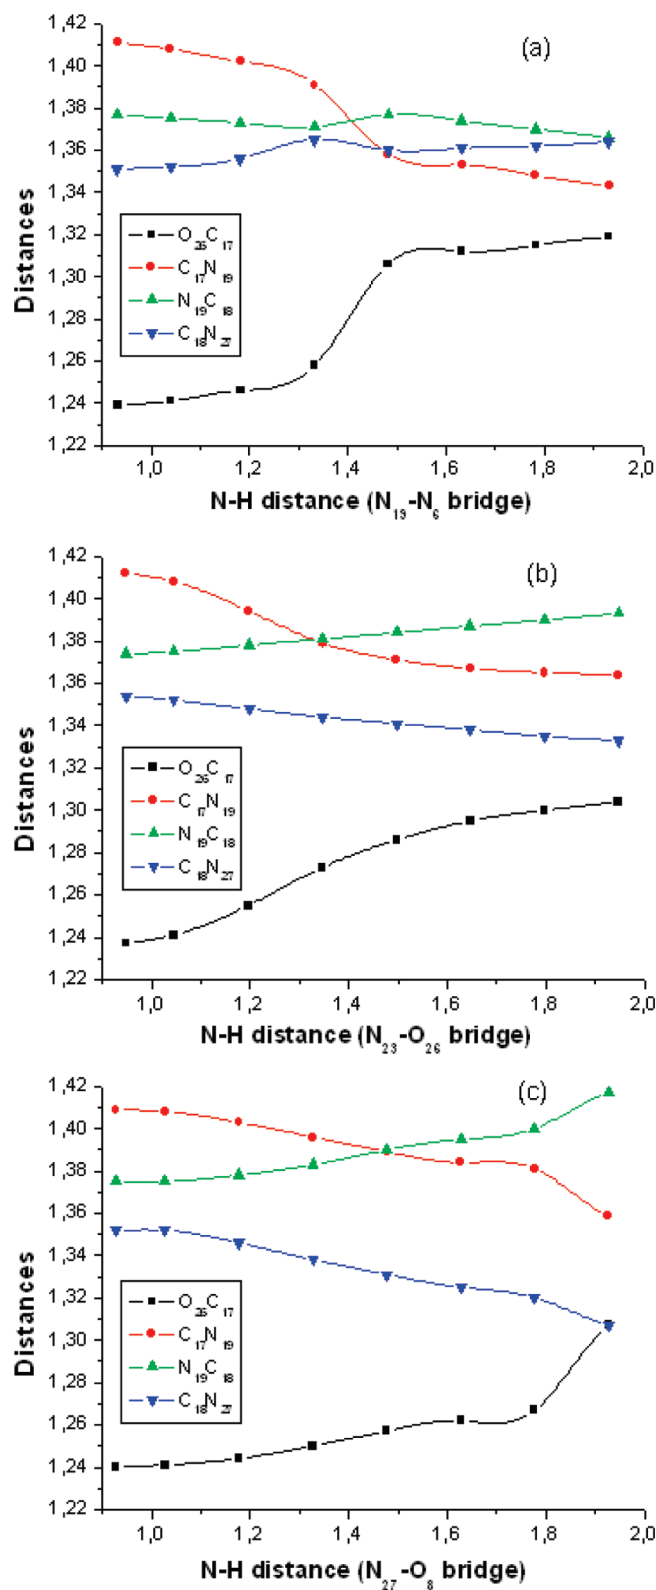 (a)
1,42
1,40
1,38
1,36
1,34
1,32
1,30
1,28
1,26
1,24
1,22
Distances
O₂₆C₁₇
C₁₇N₁₉
N₁₉C₁₈
C₁₈N₂₇
1,0 1,2 1,4 1,6 1,8 2,0
N-H distance (N₁₉-N₆ bridge)
(b)
1,42
1,40
1,38
1,36
1,34
1,32
1,30
1,28
1,26
1,24
1,22
Distances
O₂₆C₁₇
C₁₇N₁₉
N₁₉C₁₈
C₁₈N₂₇
1,0 1,2 1,4 1,6 1,8 2,0
N-H distance (N₂₃-O₂₆ bridge)
(c)
1,42
1,40
1,38
1,36
1,34
1,32
1,30
1,28
1,26
1,24
1,22
Distances
O₂₆C₁₇
C₁₇N₁₉
N₁₉C₁₈
C₁₈N₂₇
1,0 1,2 1,4 1,6 1,8 2,0
N-H distance (N₂₇-O₈ bridge)